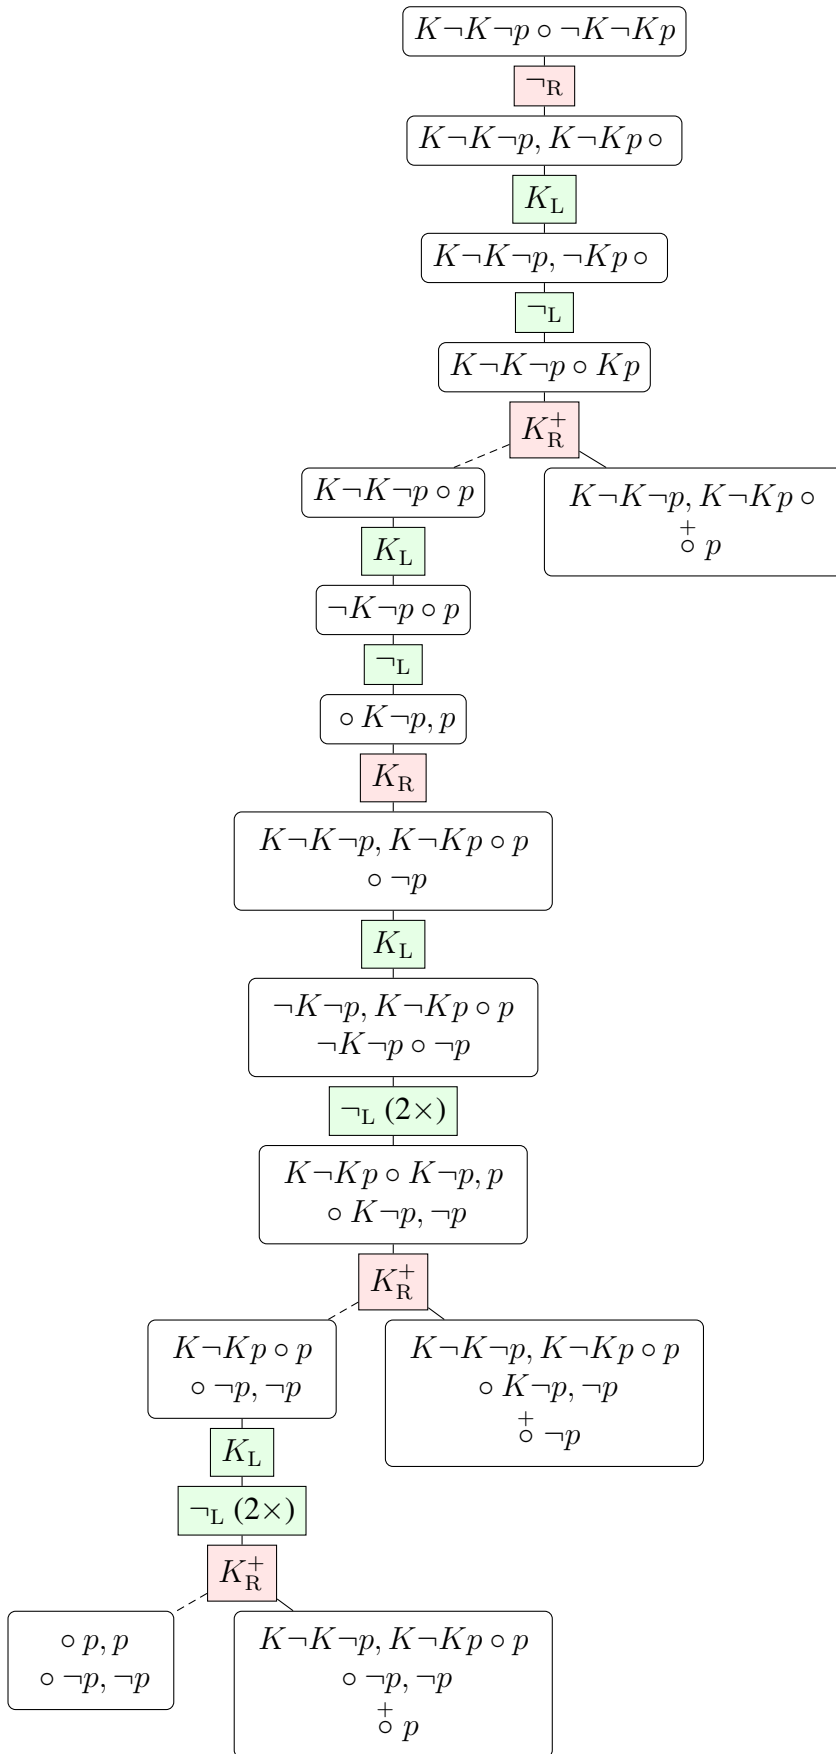 K¬K¬p ∘ ¬K¬Kp
¬R
K¬K¬p, K¬Kp ∘
KL
K¬K¬p, ¬Kp ∘
¬L
K¬K¬p ∘ Kp
K+R
K¬K¬p ∘ p
K¬K¬p, K¬Kp ∘
+∘ p
KL
¬K¬p ∘ p
¬L
∘ K¬p, p
KR
K¬K¬p, K¬Kp ∘ p
∘ ¬p
KL
¬K¬p, K¬Kp ∘ p
¬K¬p ∘ ¬p
¬L (2×)
K¬Kp ∘ K¬p, p
∘ K¬p, ¬p
K+R
K¬Kp ∘ p
∘ ¬p, ¬p
K¬K¬p, K¬Kp ∘ p
∘ K¬p, ¬p
+∘ ¬p
KL
¬L (2×)
K+R
∘ p, p
∘ ¬p, ¬p
K¬K¬p, K¬Kp ∘ p
∘ ¬p, ¬p
+∘ p